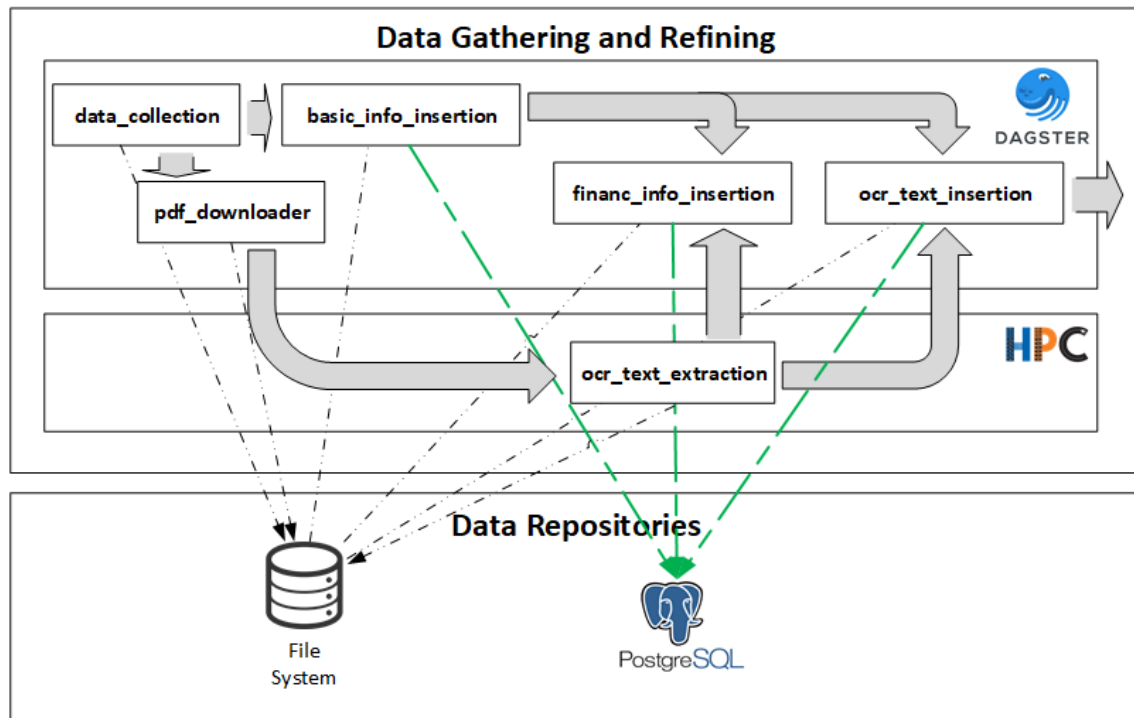 Data Gathering and Refining
data_collection
basic_info_insertion
DAGSTER
pdf_downloader
financ_info_insertion
ocr_text_insertion
HPC
ocr_text_extraction
Data Repositories
File
System
PostgreSQL